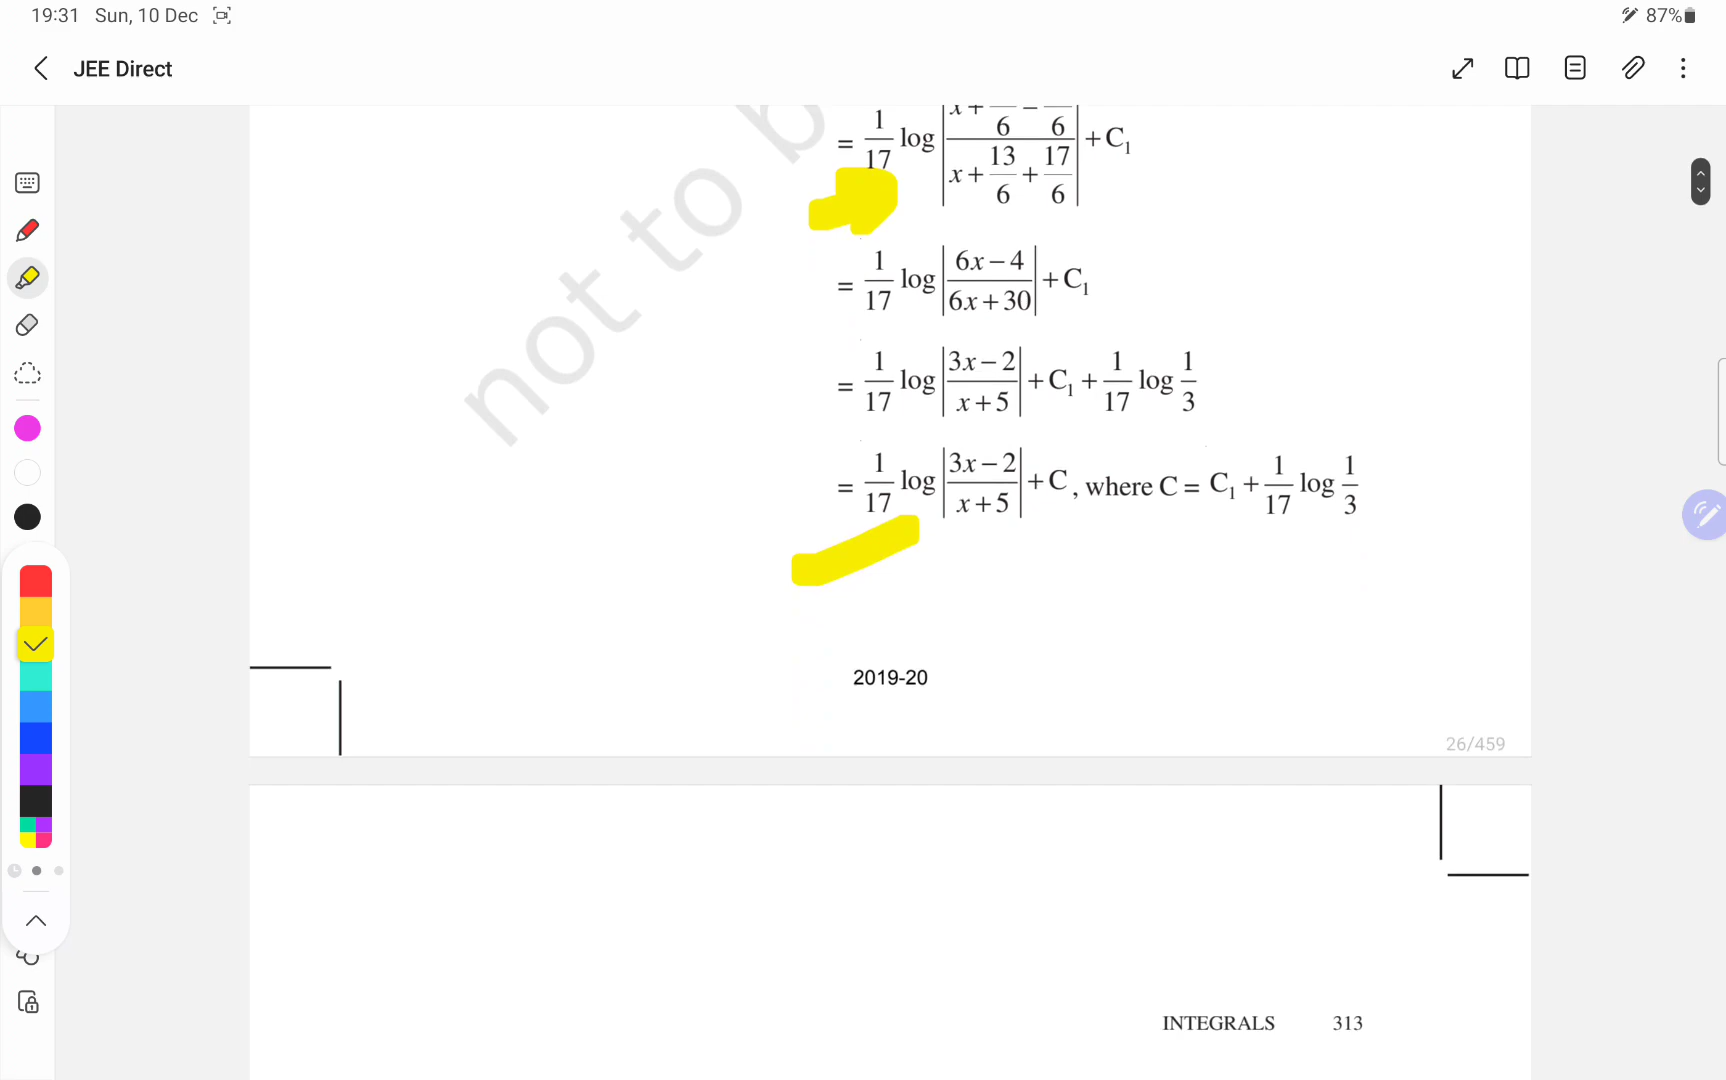 19:31 Sun, 10 Dec 87%
JEE Direct
= 1/17 log |(x + /6 − /6)/(x + 13/6 + 17/6)| + C₁
= 1/17 log |(6x − 4)/(6x + 30)| + C₁
= 1/17 log |(3x − 2)/(x + 5)| + C₁ + 1/17 log 1/3
= 1/17 log |(3x − 2)/(x + 5)| + C, where C = C₁ + 1/17 log 1/3
not to b
2019-20
26/459
INTEGRALS 313